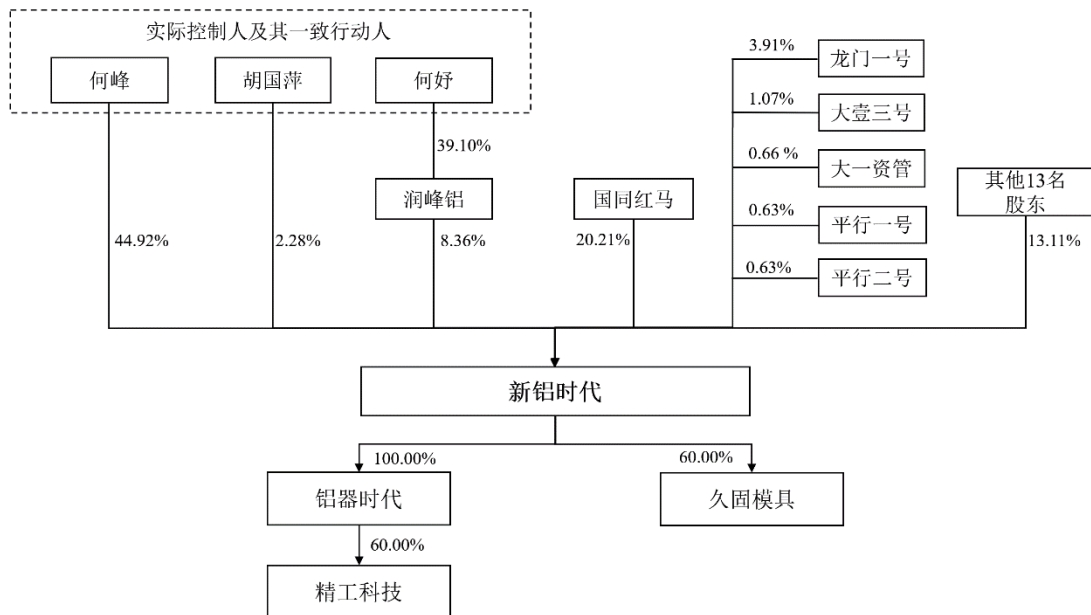 实际控制人及其一致行动人
何峰
胡国萍
何妤
3.91%
龙门一号
1.07%
大壹三号
39.10%
0.66 %
大一资管
其他13名
股东
润峰铝
国同红马
0.63%
平行一号
44.92%
2.28%
8.36%
20.21%
13.11%
0.63%
平行二号
新铝时代
100.00%
60.00%
铝器时代
久固模具
60.00%
精工科技